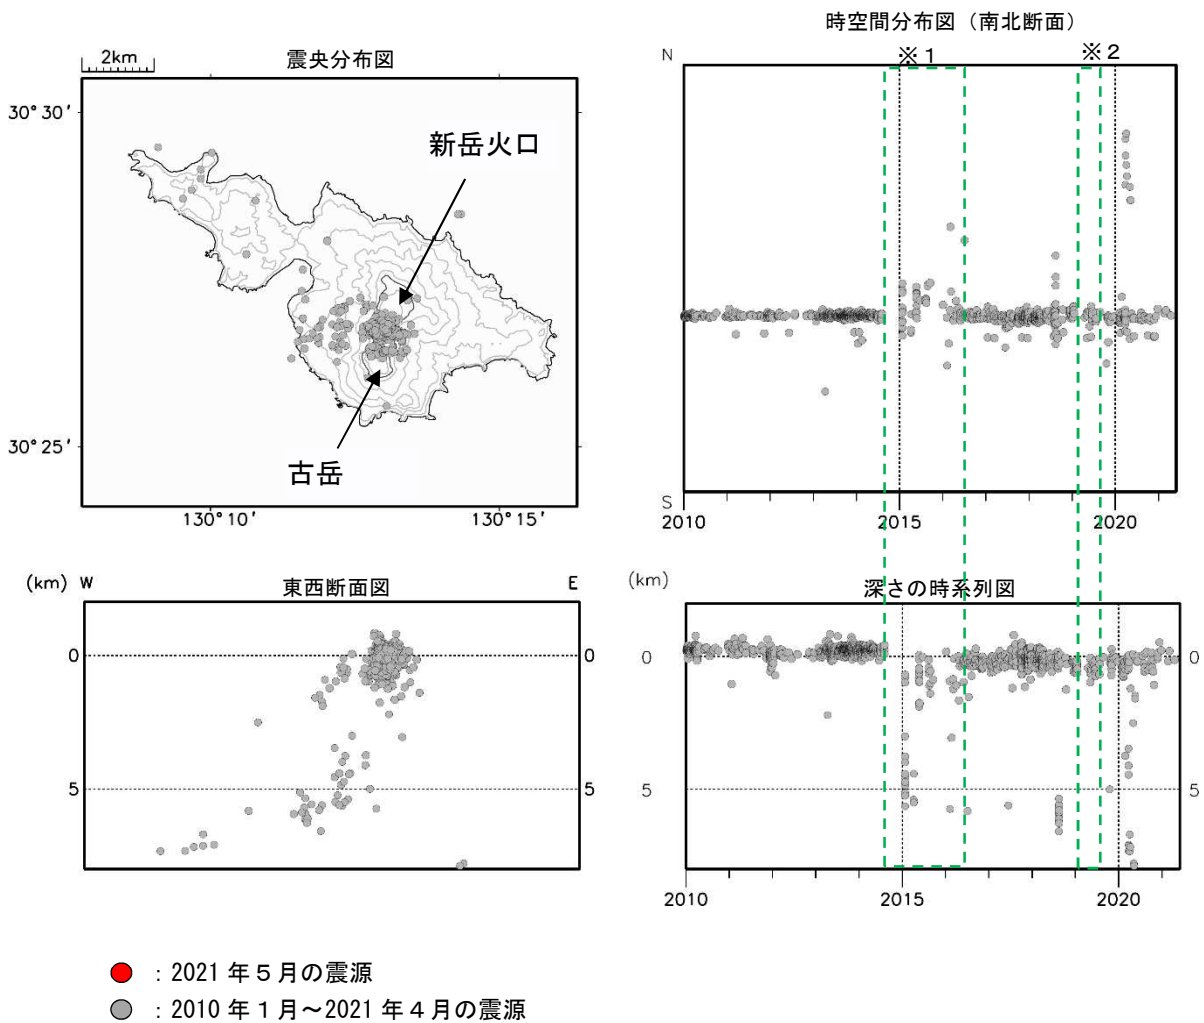 2km
震央分布図
30°30′
新岳火口
古岳
30°25′
130°10′
130°15′
時空間分布図（南北断面）
※１
※２
N
S
2010
2015
2020
(km) W
東西断面図
E
0
0
5
5
(km)
深さの時系列図
0
0
5
5
2010
2015
2020
：2021 年５月の震源
：2010 年１月～2021 年４月の震源